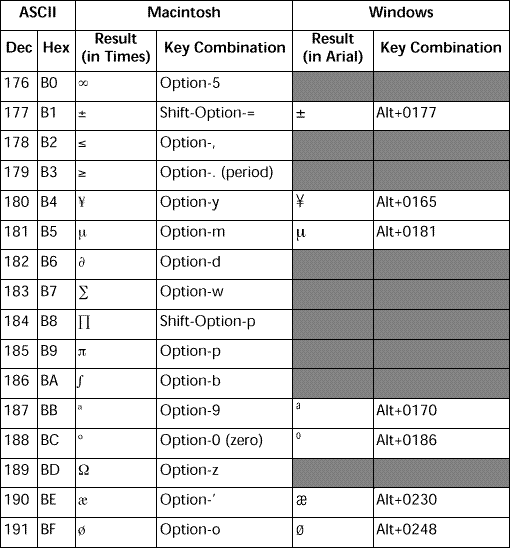 ASCII Macintosh Windows
Dec Hex Result (in Times) Key Combination Result (in Arial) Key Combination
176 B0 ∞ Option-5
177 B1 ± Shift-Option-= ± Alt+0177
178 B2 ≤ Option-,
179 B3 ≥ Option-. (period)
180 B4 ¥ Option-y ¥ Alt+0165
181 B5 µ Option-m µ Alt+0181
182 B6 ∂ Option-d
183 B7 ∑ Option-w
184 B8 ∏ Shift-Option-p
185 B9 π Option-p
186 BA ∫ Option-b
187 BB ª Option-9 ª Alt+0170
188 BC º Option-0 (zero) º Alt+0186
189 BD Ω Option-z
190 BE æ Option-’ æ Alt+0230
191 BF ø Option-o ø Alt+0248